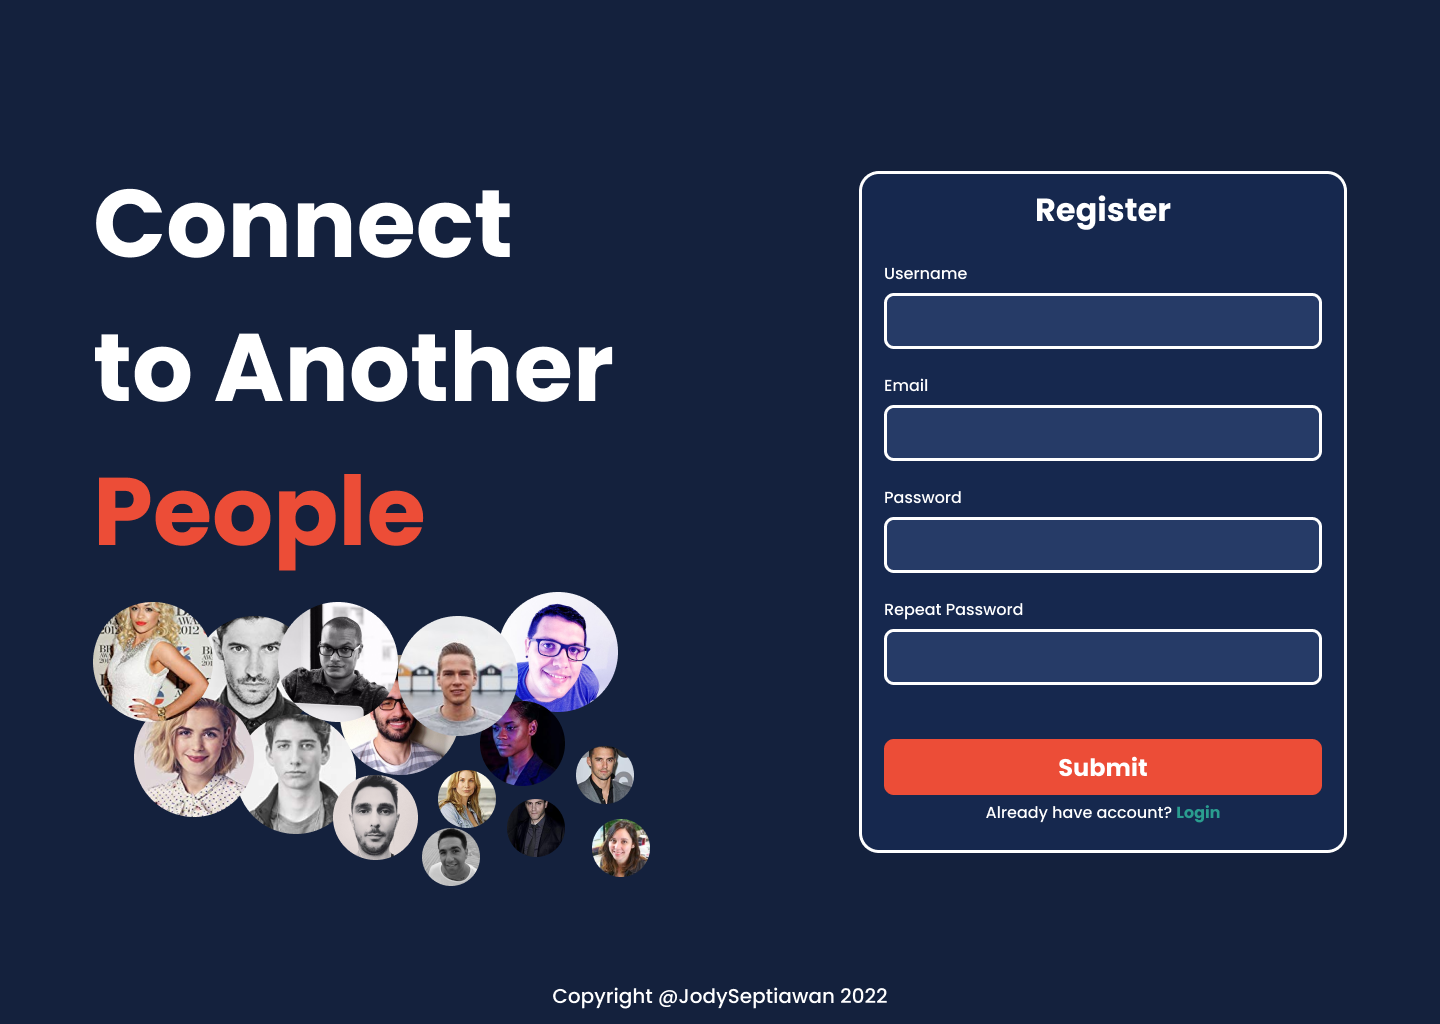 Connect
to Another
People
Register
Username
Email
Password
Repeat Password
Submit
Already have account? Login
Copyright @JodySeptiawan 2022